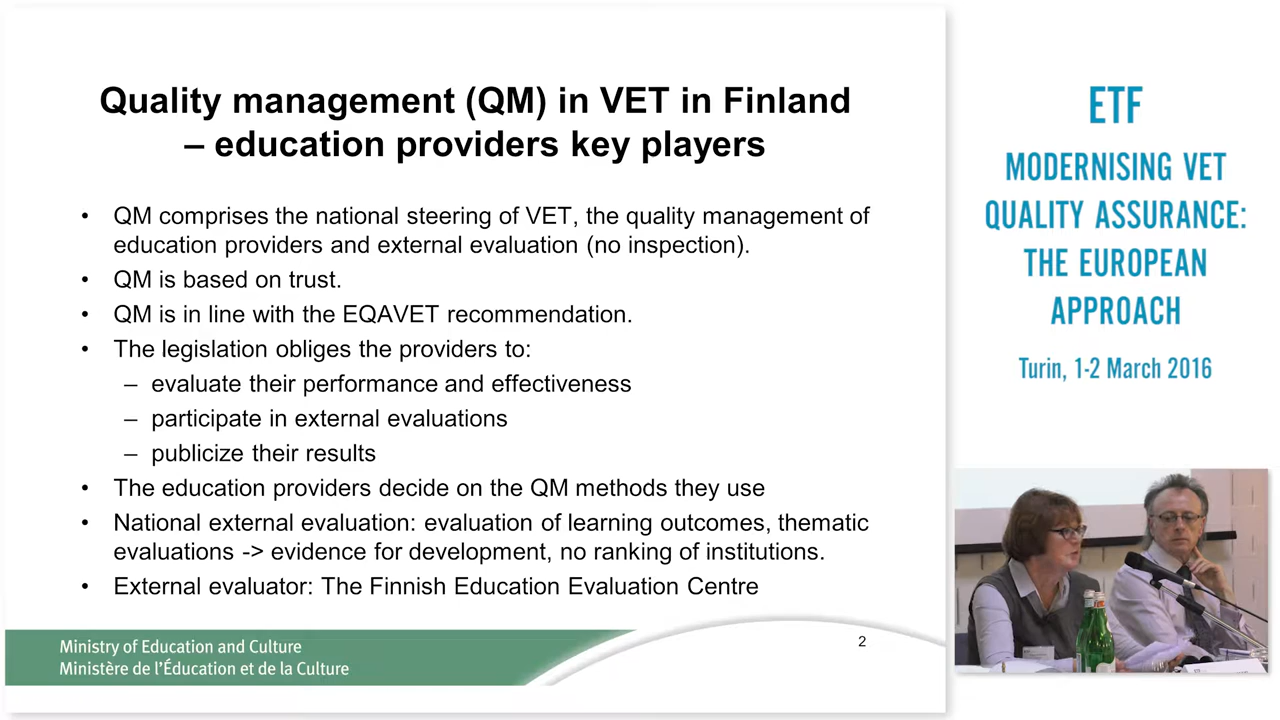 Quality management (QM) in VET in Finland
– education providers key players
• QM comprises the national steering of VET, the quality management of
education providers and external evaluation (no inspection).
• QM is based on trust.
• QM is in line with the EQAVET recommendation.
• The legislation obliges the providers to:
– evaluate their performance and effectiveness
– participate in external evaluations
– publicize their results
• The education providers decide on the QM methods they use
• National external evaluation: evaluation of learning outcomes, thematic
evaluations -> evidence for development, no ranking of institutions.
• External evaluator: The Finnish Education Evaluation Centre
Ministry of Education and Culture
Ministère de l'Éducation et de la Culture
2
ETF
MODERNISING VET
QUALITY ASSURANCE:
THE EUROPEAN
APPROACH
Turin, 1-2 March 2016